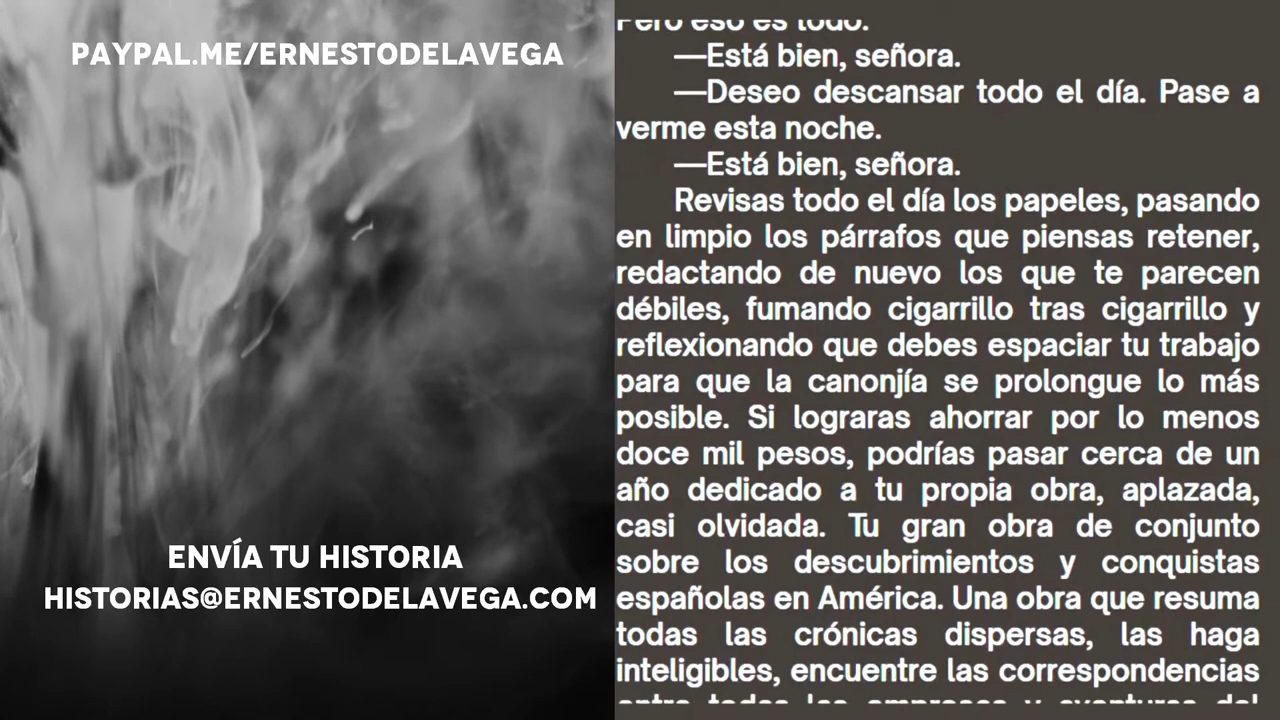 PAYPAL.ME/ERNESTODELAVEGA
ENVÍA TU HISTORIA
HISTORIAS@ERNESTODELAVEGA.COM
Pero eso es todo.
—Está bien, señora.
—Deseo descansar todo el día. Pase a
verme esta noche.
—Está bien, señora.
Revisas todo el día los papeles, pasando
en limpio los párrafos que piensas retener,
redactando de nuevo los que te parecen
débiles, fumando cigarrillo tras cigarrillo y
reflexionando que debes espaciar tu trabajo
para que la canonjía se prolongue lo más
posible. Si lograras ahorrar por lo menos
doce mil pesos, podrías pasar cerca de un
año dedicado a tu propia obra, aplazada,
casi olvidada. Tu gran obra de conjunto
sobre los descubrimientos y conquistas
españolas en América. Una obra que resuma
todas las crónicas dispersas, las haga
inteligibles, encuentre las correspondencias